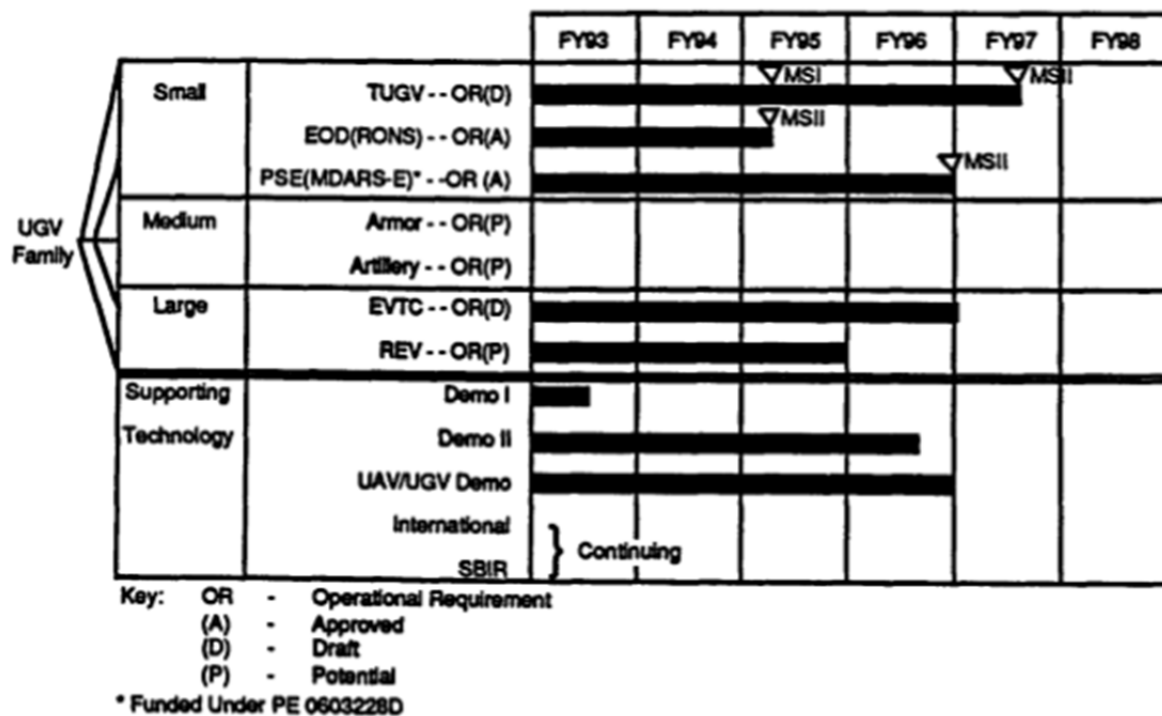 FY93 FY94 FY95 FY96 FY97 FY98
MSI MSII
Small TUGV - - OR(D)
MSII
EOD(RONS) - - OR(A)
MSII
PSE(MDARS-E)* - -OR (A)
UGV
Family
Medium Armor - - OR(P)
Artillery - - OR(P)
Large EVTC - - OR(D)
REV - - OR(P)
Supporting Demo I
Technology Demo II
UAV/UGV Demo
International
Continuing
SBIR
Key: OR - Operational Requirement
(A) - Approved
(D) - Draft
(P) - Potential
* Funded Under PE 0603228D